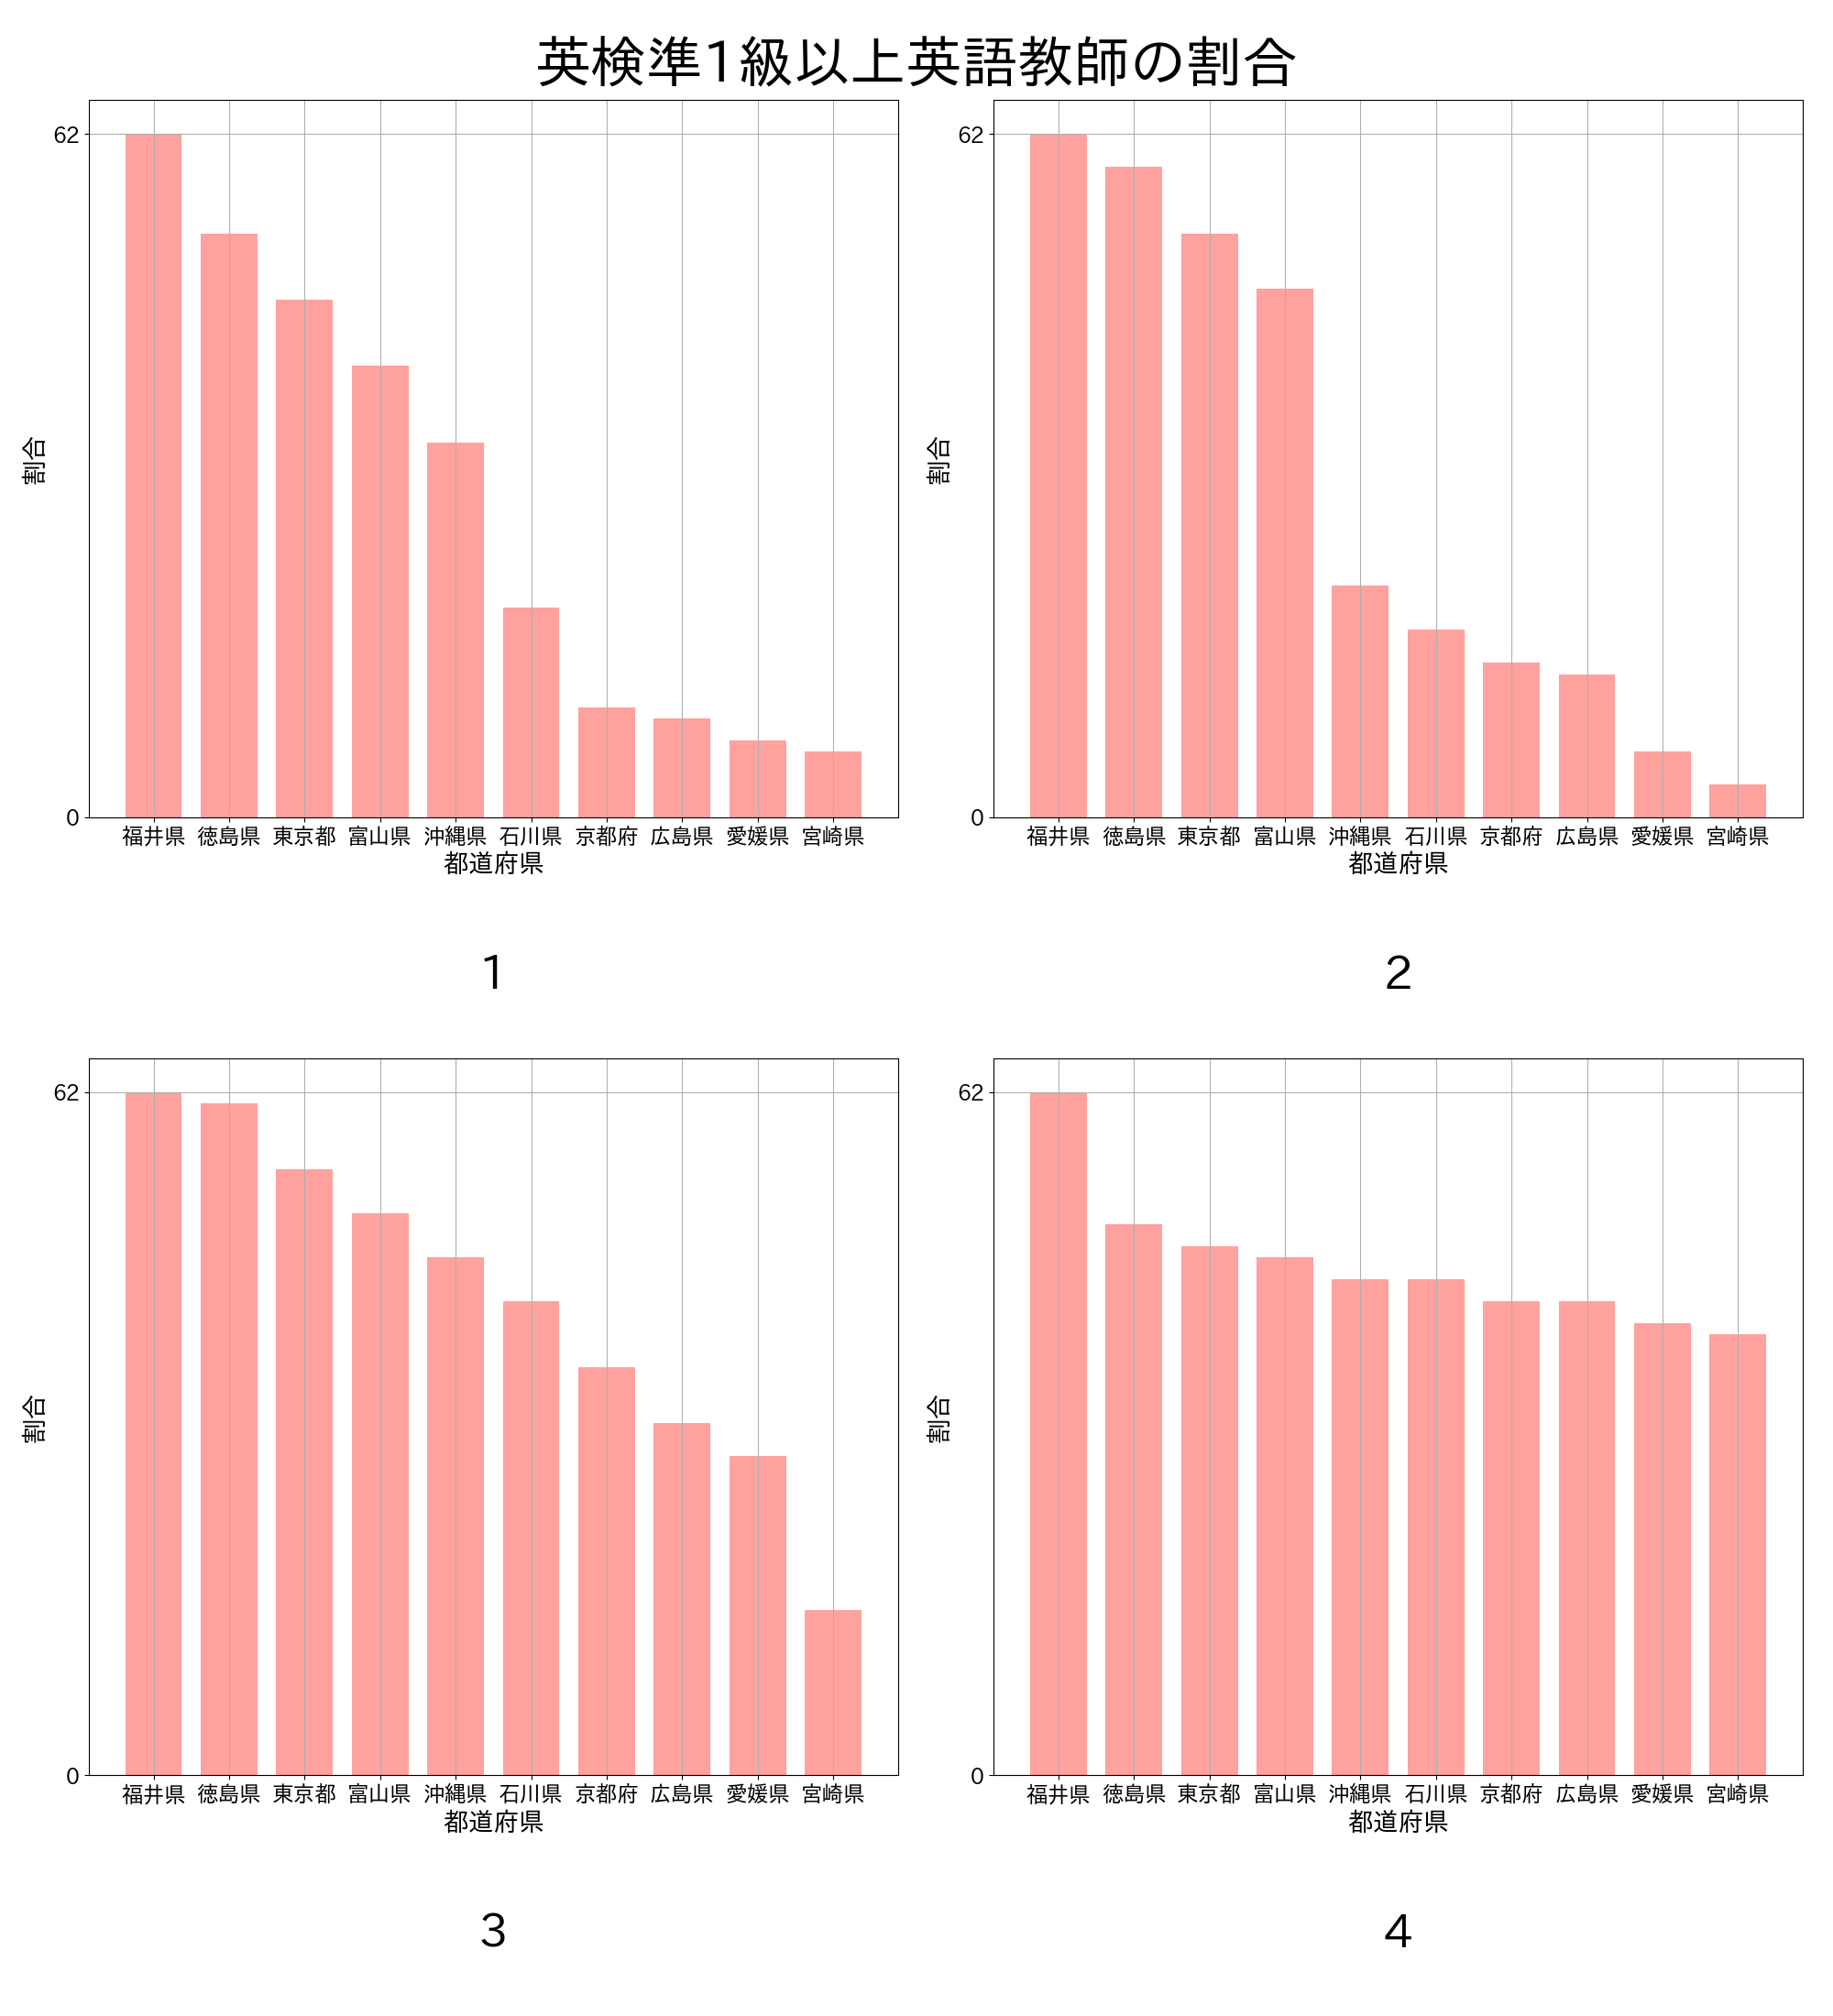 英検準1級以上英語教師の割合
62
0
割合
福井県 徳島県 東京都 富山県 沖縄県 石川県 京都府 広島県 愛媛県 宮崎県
都道府県
1
62
0
割合
福井県 徳島県 東京都 富山県 沖縄県 石川県 京都府 広島県 愛媛県 宮崎県
都道府県
2
62
0
割合
福井県 徳島県 東京都 富山県 沖縄県 石川県 京都府 広島県 愛媛県 宮崎県
都道府県
3
62
0
割合
福井県 徳島県 東京都 富山県 沖縄県 石川県 京都府 広島県 愛媛県 宮崎県
都道府県
4